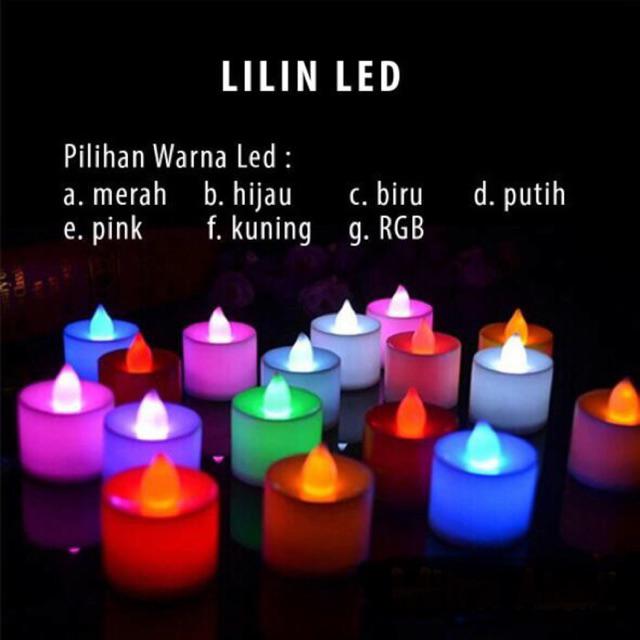 LILIN LED
Pilihan Warna Led :
a. merah b. hijau c. biru d. putih
e. pink f. kuning g. RGB